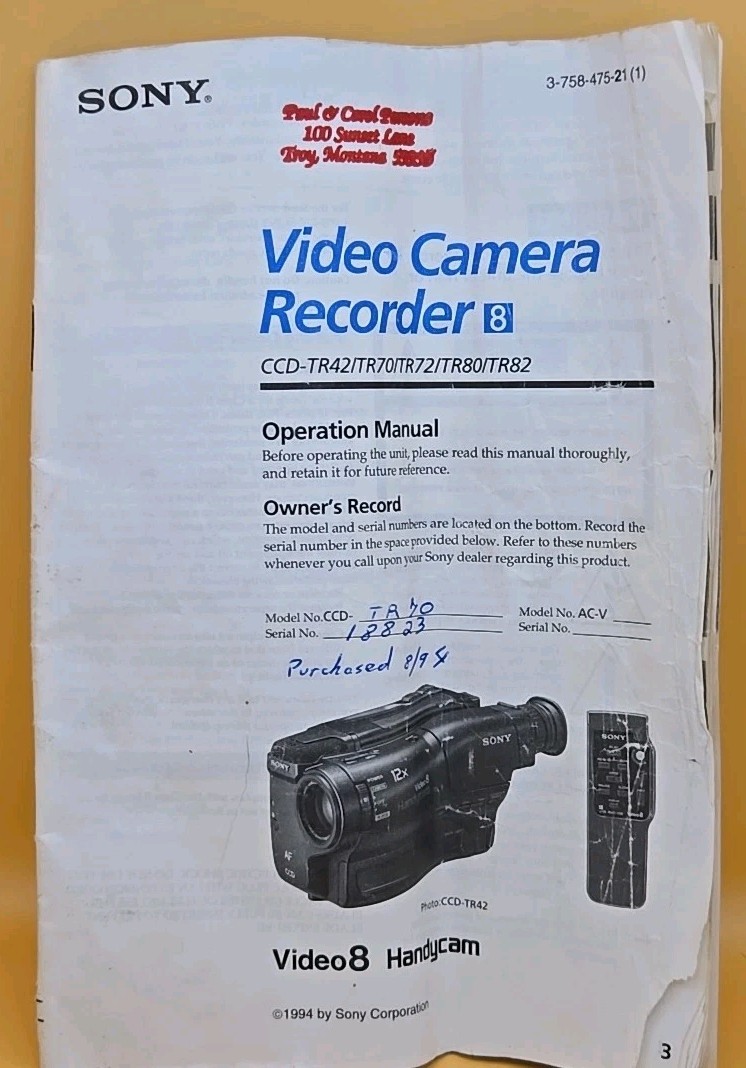 SONY®
3-758-475-21 (1)
Paul & Carol Parsons
100 Sunset Lane
Troy, Montana
Video Camera
Recorder 8
CCD-TR42/TR70/TR72/TR80/TR82
Operation Manual
Before operating the unit, please read this manual thoroughly,
and retain it for future reference.
Owner's Record
The model and serial numbers are located on the bottom. Record the
serial number in the space provided below. Refer to these numbers
whenever you call upon your Sony dealer regarding this product.
Model No.CCD- TR70 Model No. AC-V
Serial No. 18823 Serial No.
Purchased 8/94
SONY
SONY
12x
Video8
Handycam
AF
CCD
SONY
Photo:CCD-TR42
Video8 Handycam
©1994 by Sony Corporation
3